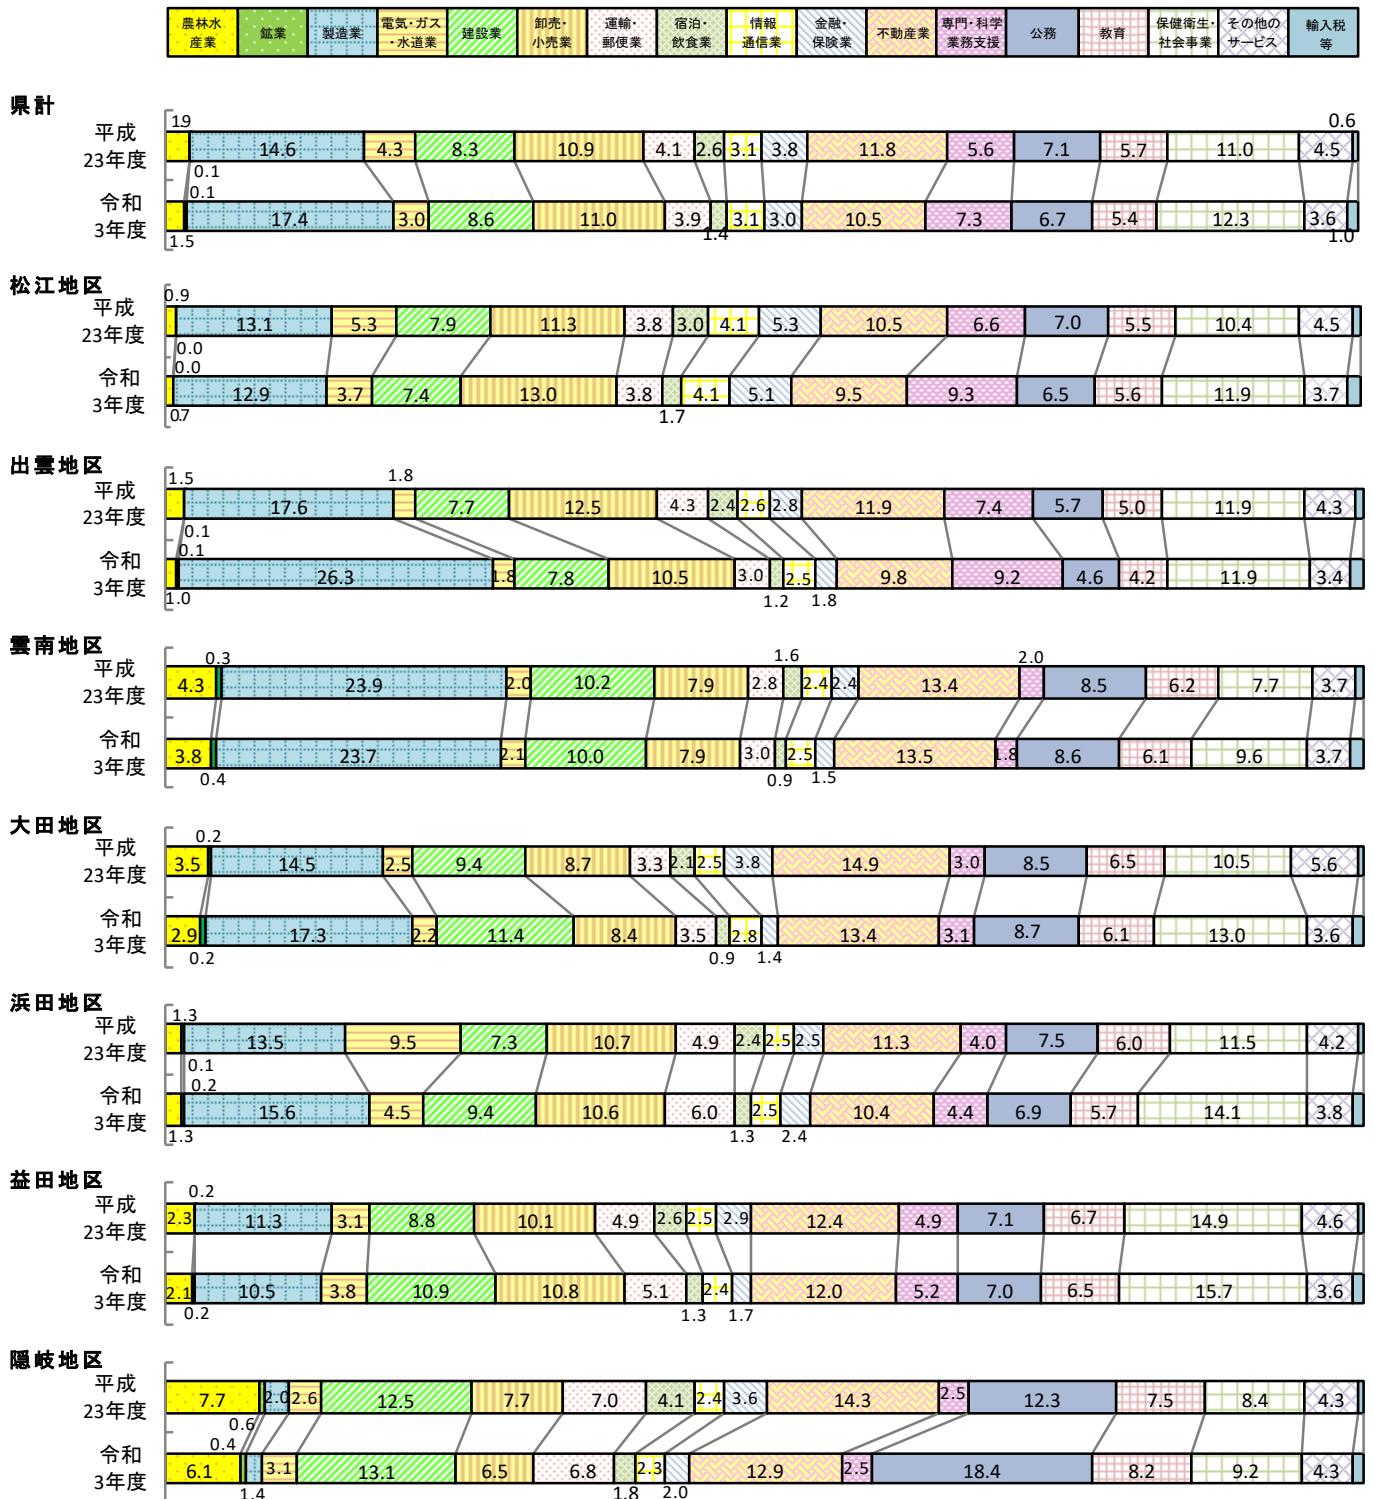 農林水産業 鉱業 製造業 電気・ガス・水道業 建設業 卸売・小売業 運輸・郵便業 宿泊・飲食業 情報通信業 金融・保険業 不動産業 専門・科学業務支援 公務 教育 保健衛生・社会事業 その他のサービス 輸入税等
県計
平成23年度 1.9 0.1 14.6 4.3 8.3 10.9 4.1 2.6 3.1 3.8 11.8 5.6 7.1 5.7 11.0 4.5 0.6
令和3年度 1.5 0.1 17.4 3.0 8.6 11.0 3.9 1.4 3.1 3.0 10.5 7.3 6.7 5.4 12.3 3.6 1.0
松江地区
平成23年度 0.9 0.0 13.1 5.3 7.9 11.3 3.8 3.0 4.1 5.3 10.5 6.6 7.0 5.5 10.4 4.5
令和3年度 0.7 0.0 12.9 3.7 7.4 13.0 3.8 1.7 4.1 5.1 9.5 9.3 6.5 5.6 11.9 3.7
出雲地区
平成23年度 1.5 0.1 17.6 1.8 7.7 12.5 4.3 2.4 2.6 2.8 11.9 7.4 5.7 5.0 11.9 4.3
令和3年度 1.0 0.1 26.3 1.8 7.8 10.5 3.0 1.2 2.5 1.8 9.8 9.2 4.6 4.2 11.9 3.4
雲南地区
平成23年度 4.3 0.3 23.9 2.0 10.2 7.9 2.8 1.6 2.4 2.4 13.4 2.0 8.5 6.2 7.7 3.7
令和3年度 3.8 0.4 23.7 2.1 10.0 7.9 3.0 0.9 2.5 1.5 13.5 1.8 8.6 6.1 9.6 3.7
大田地区
平成23年度 3.5 0.2 14.5 2.5 9.4 8.7 3.3 2.1 2.5 3.8 14.9 3.0 8.5 6.5 10.5 5.6
令和3年度 2.9 0.2 17.3 2.2 11.4 8.4 3.5 0.9 2.8 1.4 13.4 3.1 8.7 6.1 13.0 3.6
浜田地区
平成23年度 1.3 0.1 13.5 9.5 7.3 10.7 4.9 2.4 2.5 2.5 11.3 4.0 7.5 6.0 11.5 4.2
令和3年度 1.3 0.2 15.6 4.5 9.4 10.6 6.0 1.3 2.5 2.4 10.4 4.4 6.9 5.7 14.1 3.8
益田地区
平成23年度 2.3 0.2 11.3 3.1 8.8 10.1 4.9 2.6 2.5 2.9 12.4 4.9 7.1 6.7 14.9 4.6
令和3年度 2.1 0.2 10.5 3.8 10.9 10.8 5.1 1.3 2.4 1.7 12.0 5.2 7.0 6.5 15.7 3.6
隠岐地区
平成23年度 7.7 0.6 2.0 2.6 12.5 7.7 7.0 4.1 2.4 3.6 14.3 2.5 12.3 7.5 8.4 4.3
令和3年度 6.1 0.4 1.4 3.1 13.1 6.5 6.8 1.8 2.3 2.0 12.9 2.5 18.4 8.2 9.2 4.3